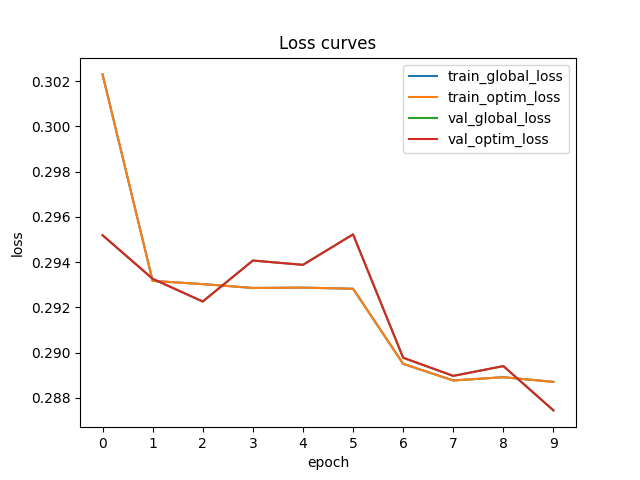 Loss curves
train_global_loss
train_optim_loss
val_global_loss
val_optim_loss
0.302
0.300
0.298
0.296
0.294
0.292
0.290
0.288
loss
0 1 2 3 4 5 6 7 8 9
epoch